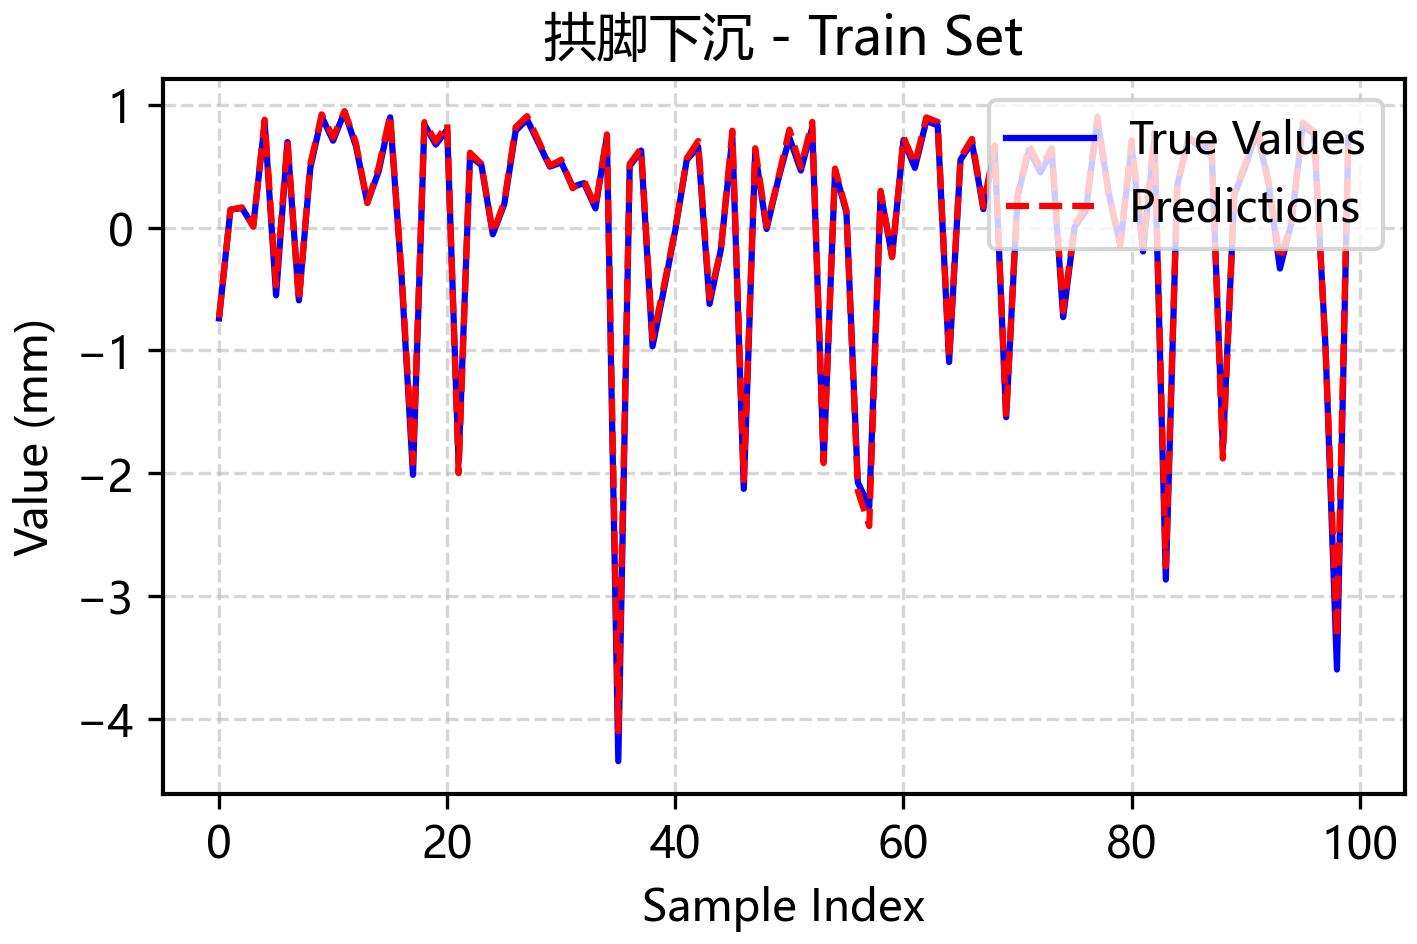 拱脚下沉 - Train Set
True Values
Predictions
Value (mm)
1
0
−1
−2
−3
−4
0 20 40 60 80 100
Sample Index